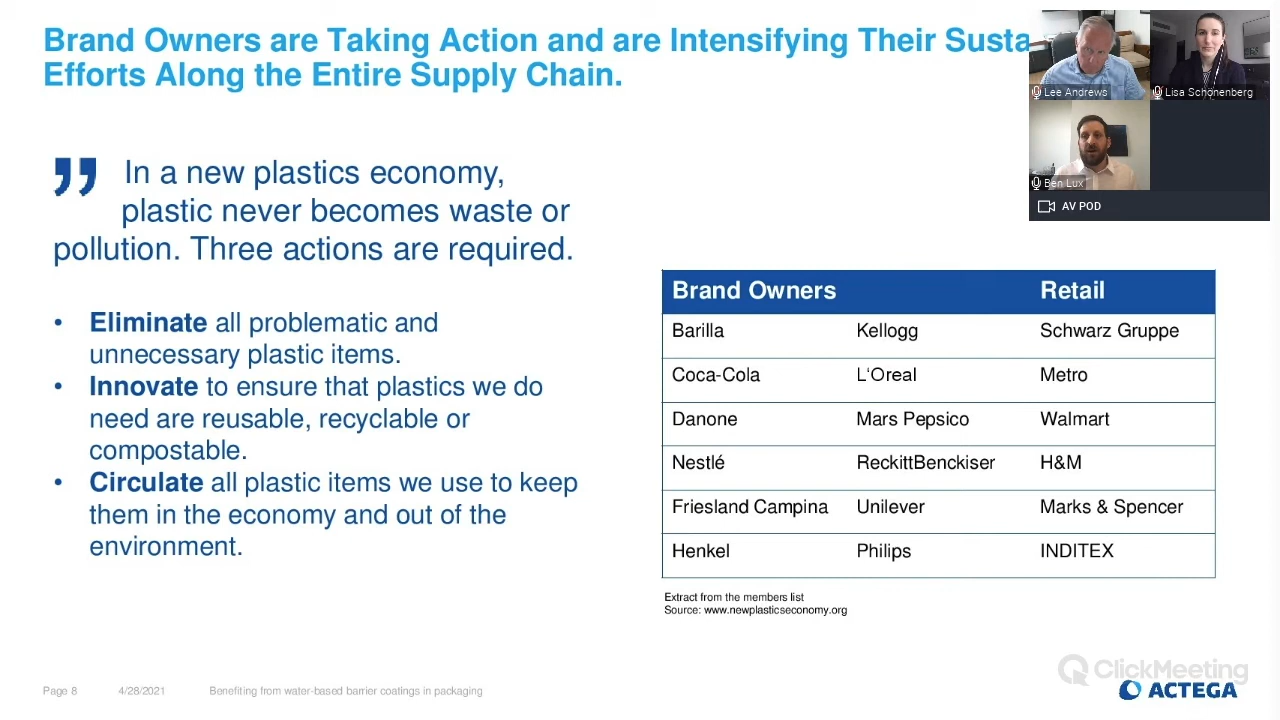 Brand Owners are Taking Action and are Intensifying Their
Efforts Along the Entire Supply Chain.
Lee Andrews
Lisa Schönenberg
Ben Lux
AV POD
In a new plastics economy,
plastic never becomes waste or
pollution. Three actions are required.
• Eliminate all problematic and
unnecessary plastic items.
• Innovate to ensure that plastics we do
need are reusable, recyclable or
compostable.
• Circulate all plastic items we use to keep
them in the economy and out of the
environment.
Brand Owners Retail
Barilla Kellogg Schwarz Gruppe
Coca-Cola L‘Oreal Metro
Danone Mars Pepsico Walmart
Nestlé ReckittBenckiser H&M
Friesland Campina Unilever Marks & Spencer
Henkel Philips INDITEX
Extract from the members list
Source: www.newplasticseconomy.org
ClickMeeting
Page 8 4/28/2021 Benefiting from water-based barrier coatings in packaging
ACTEGA